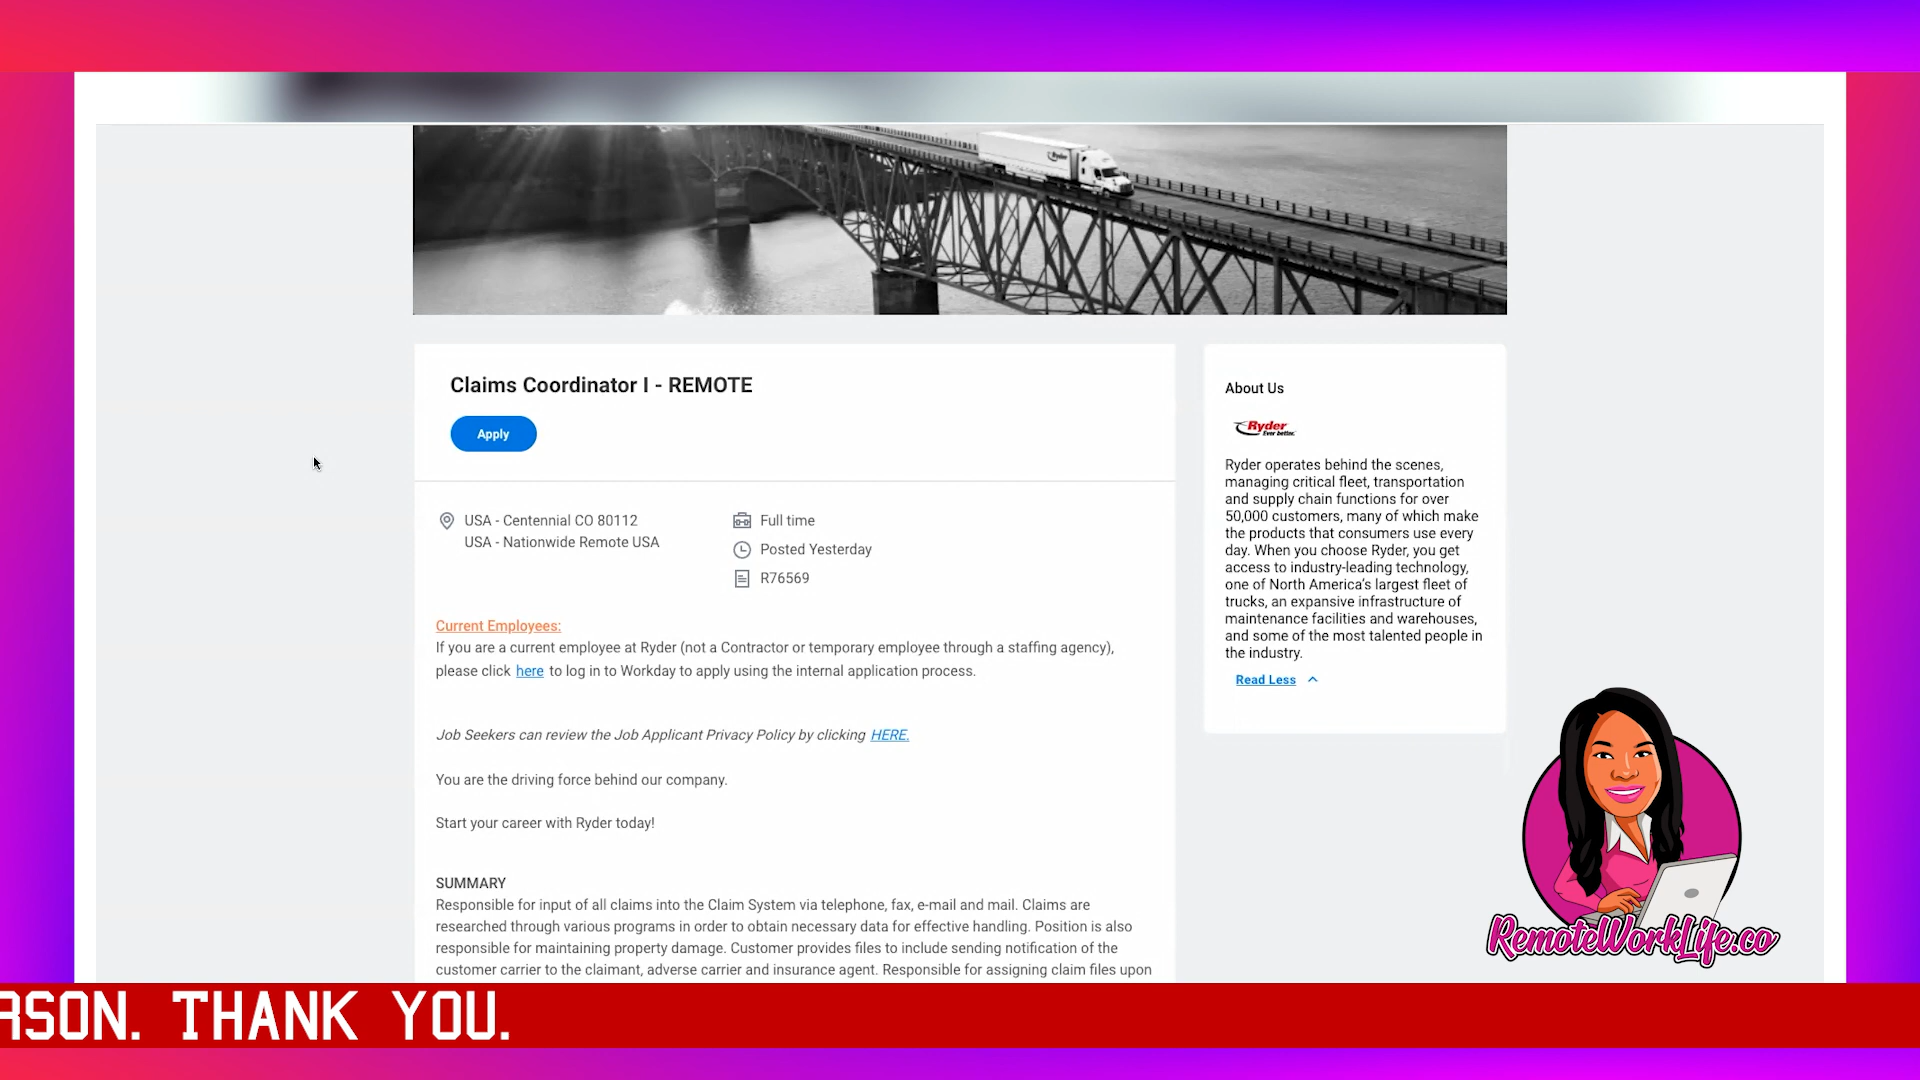 Ryder
Claims Coordinator I - REMOTE
Apply
USA - Centennial CO 80112
USA - Nationwide Remote USA
Full time
Posted Yesterday
R76569
Current Employees:
If you are a current employee at Ryder (not a Contractor or temporary employee through a staffing agency),
please click here to log in to Workday to apply using the internal application process.
Job Seekers can review the Job Applicant Privacy Policy by clicking HERE.
You are the driving force behind our company.
Start your career with Ryder today!
SUMMARY
Responsible for input of all claims into the Claim System via telephone, fax, e-mail and mail. Claims are
researched through various programs in order to obtain necessary data for effective handling. Position is also
responsible for maintaining property damage. Customer provides files to include sending notification of the
customer carrier to the claimant, adverse carrier and insurance agent. Responsible for assigning claim files upon
About Us
Ryder
Ever better.
Ryder operates behind the scenes,
managing critical fleet, transportation
and supply chain functions for over
50,000 customers, many of which make
the products that consumers use every
day. When you choose Ryder, you get
access to industry-leading technology,
one of North America's largest fleet of
trucks, an expansive infrastructure of
maintenance facilities and warehouses,
and some of the most talented people in
the industry.
Read Less
RemoteWorkLife.co
RSON. THANK YOU.